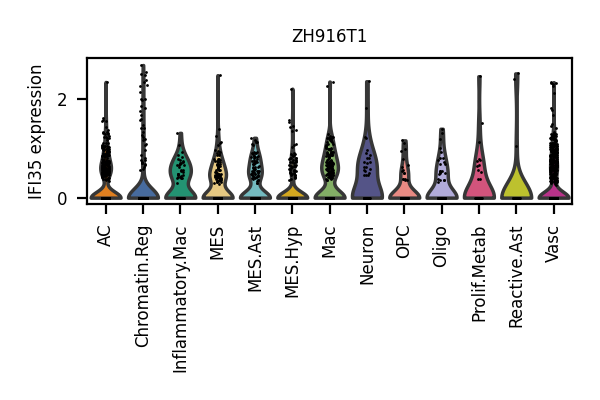 ZH916T1
IFI35 expression
2
0
AC
Chromatin.Reg
Inflammatory.Mac
MES
MES.Ast
MES.Hyp
Mac
Neuron
OPC
Oligo
Prolif.Metab
Reactive.Ast
Vasc